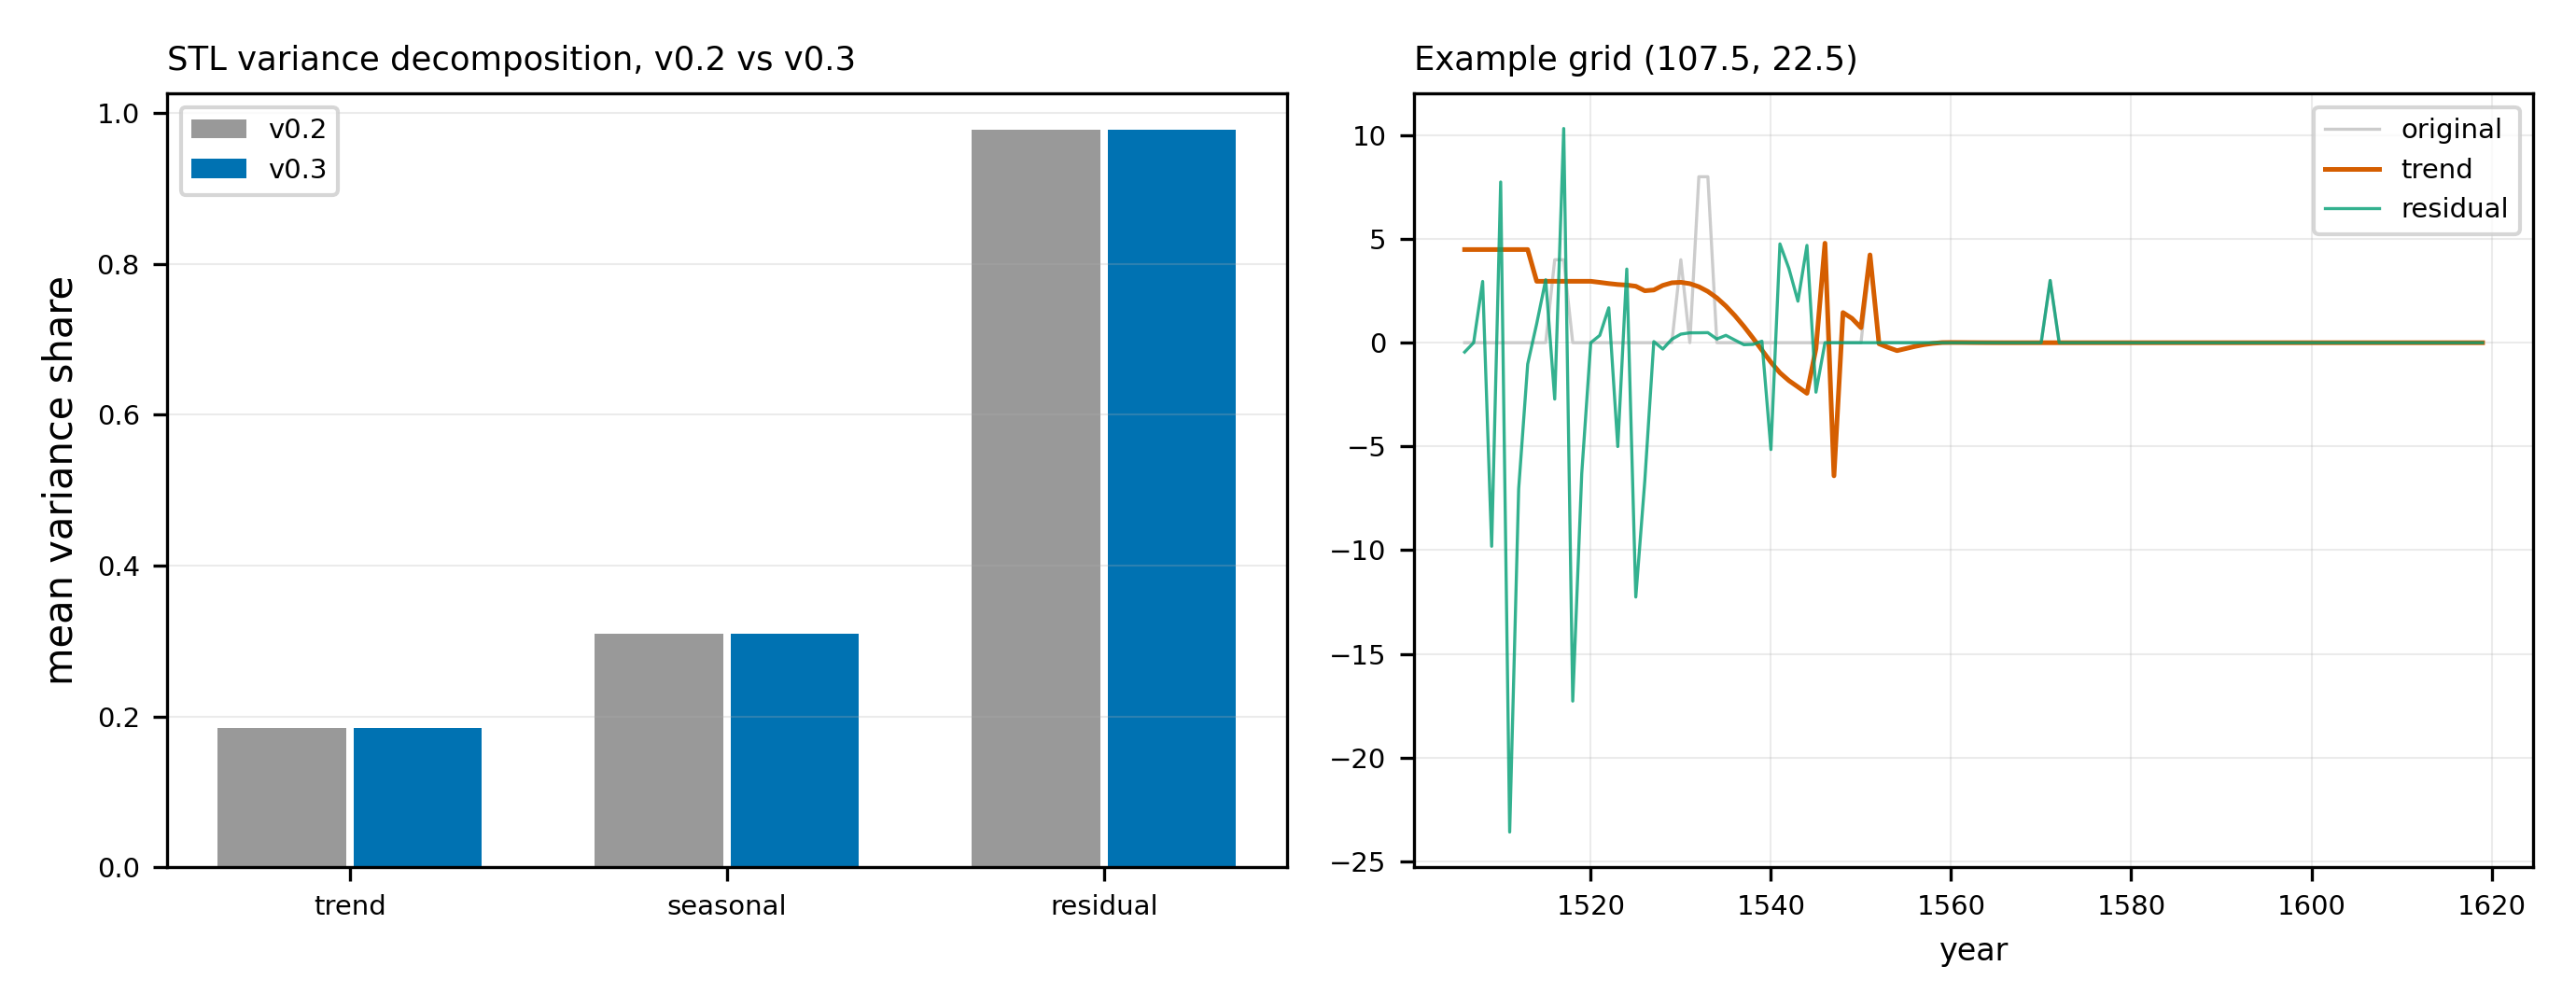 STL variance decomposition, v0.2 vs v0.3
v0.2
v0.3
mean variance share
1.0
0.8
0.6
0.4
0.2
0.0
trend
seasonal
residual
Example grid (107.5, 22.5)
original
trend
residual
10
5
0
−5
−10
−15
−20
−25
1520
1540
1560
1580
1600
1620
year